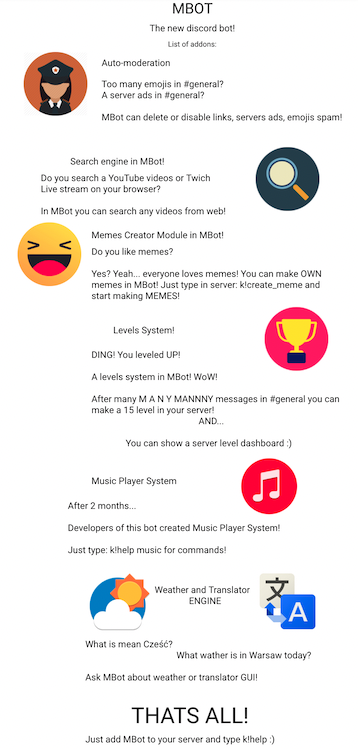 MBOT
The new discord bot!
List of addons:
Auto-moderation
Too many emojis in #general?
A server ads in #general?
MBot can delete or disable links, servers ads, emojis spam!
Search engine in MBot!
Do you search a YouTube videos or Twich
Live stream on your browser?
In MBot you can search any videos from web!
Memes Creator Module in MBot!
Do you like memes?
Yes? Yeah... everyone loves memes! You can make OWN
memes in MBot! Just type in server: k!create_meme and
start making MEMES!
Levels System!
DING! You leveled UP!
A levels system in MBot! WoW!
After many M A N Y MANNNY messages in #general you can
make a 15 level in your server!
AND...
You can show a server level dashboard :)
Music Player System
After 2 months...
Developers of this bot created Music Player System!
Just type: k!help music for commands!
Weather and Translator
ENGINE
文
A
What is mean Cześć?
What wather is in Warsaw today?
Ask MBot about weather or translator GUI!
THATS ALL!
Just add MBot to your server and type k!help :)